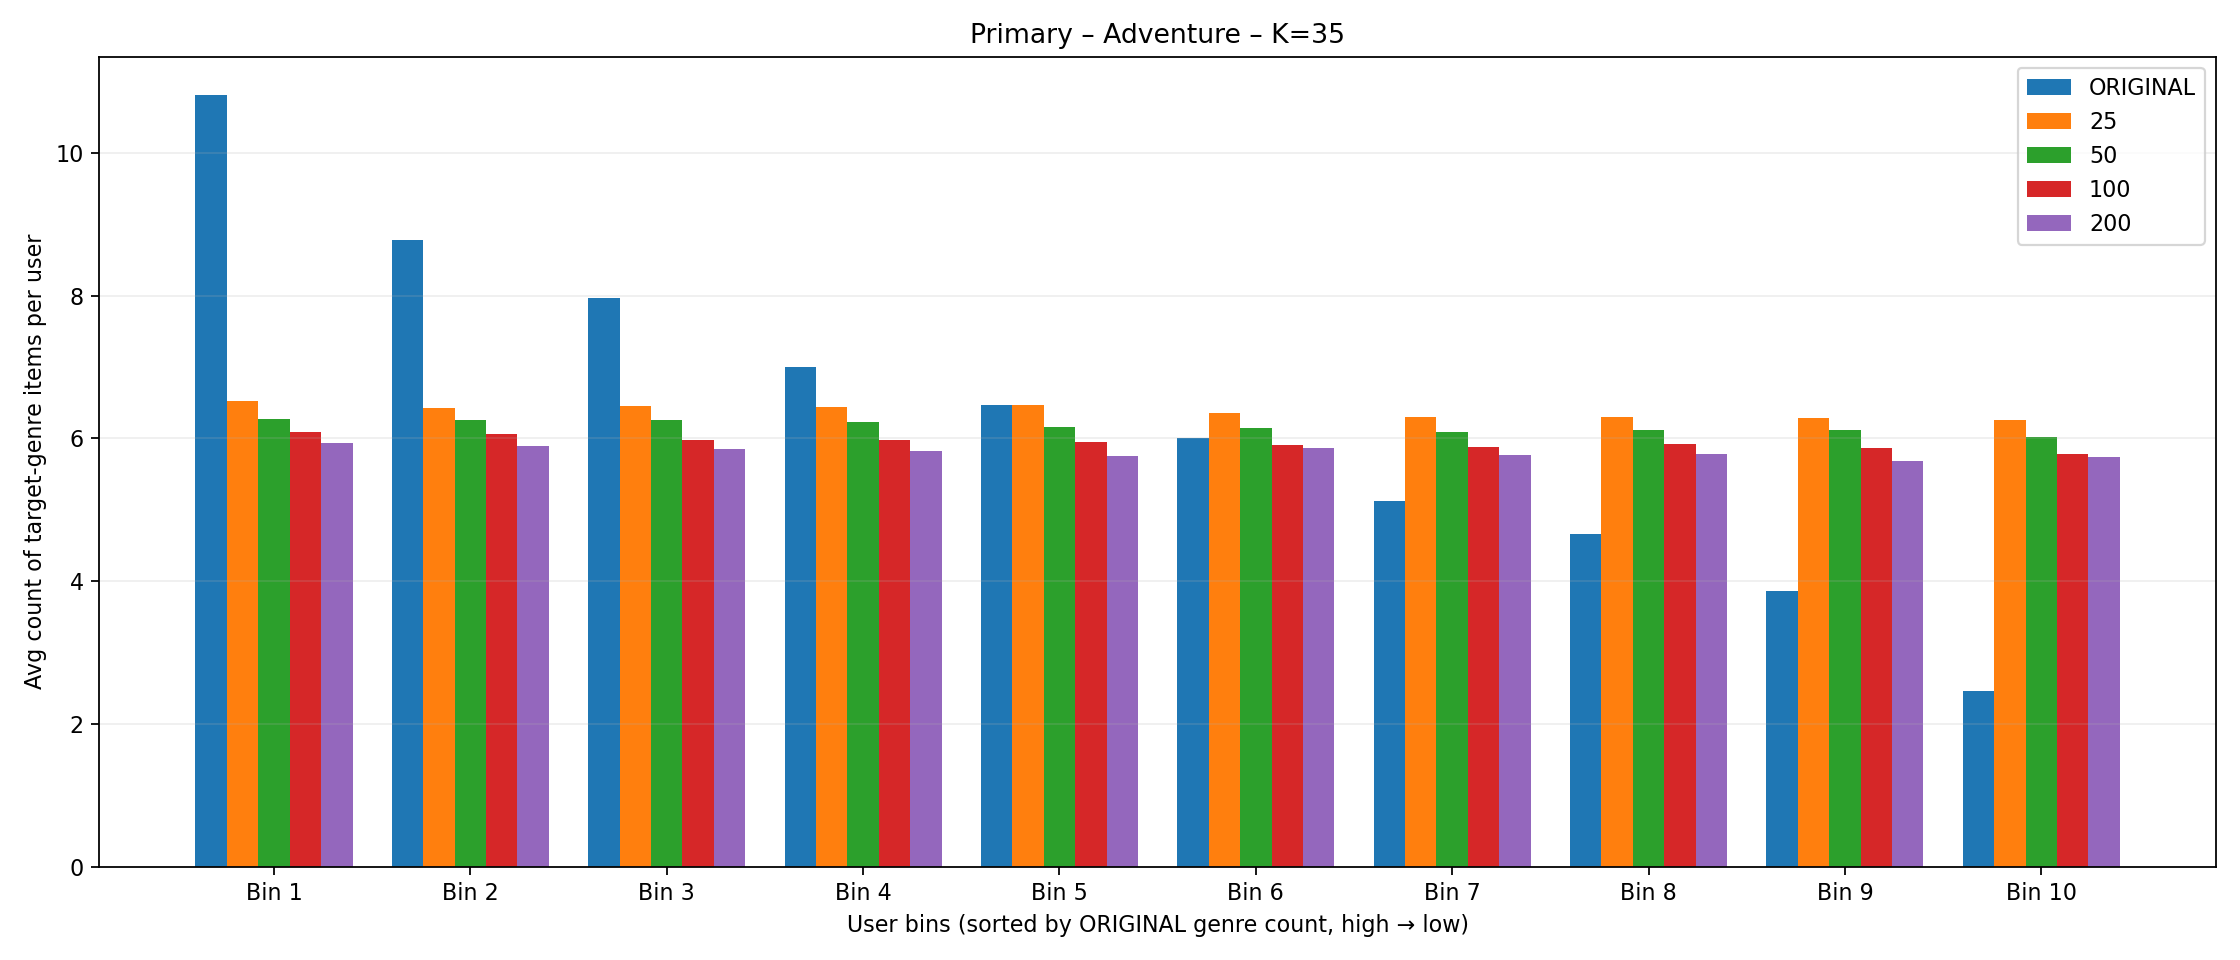 Primary – Adventure – K=35
ORIGINAL
25
50
100
200
Avg count of target-genre items per user
10
8
6
4
2
0
Bin 1
Bin 2
Bin 3
Bin 4
Bin 5
Bin 6
Bin 7
Bin 8
Bin 9
Bin 10
User bins (sorted by ORIGINAL genre count, high → low)